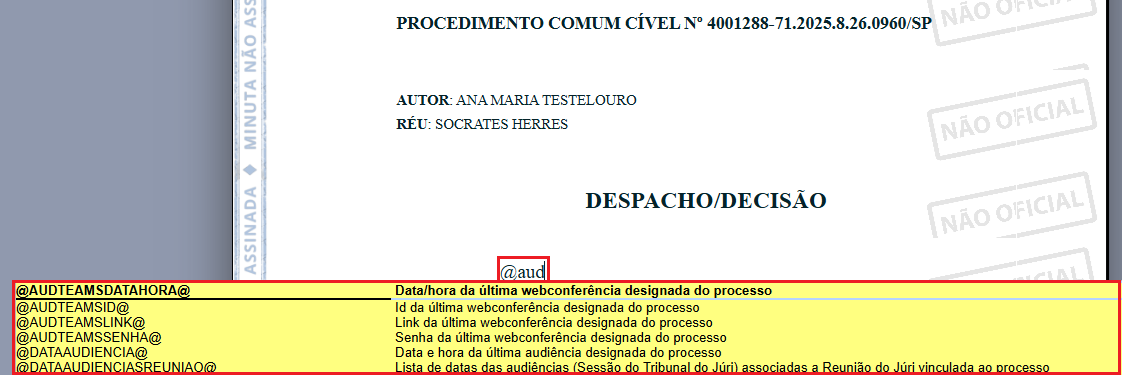 PROCEDIMENTO COMUM CÍVEL Nº 4001288-71.2025.8.26.0960/SP
NÃO OFICIAL
AUTOR: ANA MARIA TESTELOURO
RÉU: SOCRATES HERRES
NÃO OFICIAL
DESPACHO/DECISÃO
NÃO OFICIAL
ASSINADA ◆ MINUTA NÃO ASS
@aud
@AUDTEAMSDATAHORA@ Data/hora da última webconferência designada do processo
@AUDTEAMSID@ Id da última webconferência designada do processo
@AUDTEAMSLINK@ Link da última webconferência designada do processo
@AUDTEAMSSENHA@ Senha da última webconferência designada do processo
@DATAAUDIENCIA@ Data e hora da última audiência designada do processo
@DATAAUDIENCIASREUNIAO@ Lista de datas das audiências (Sessão do Tribunal do Júri) associadas a Reunião do Júri vinculada ao processo